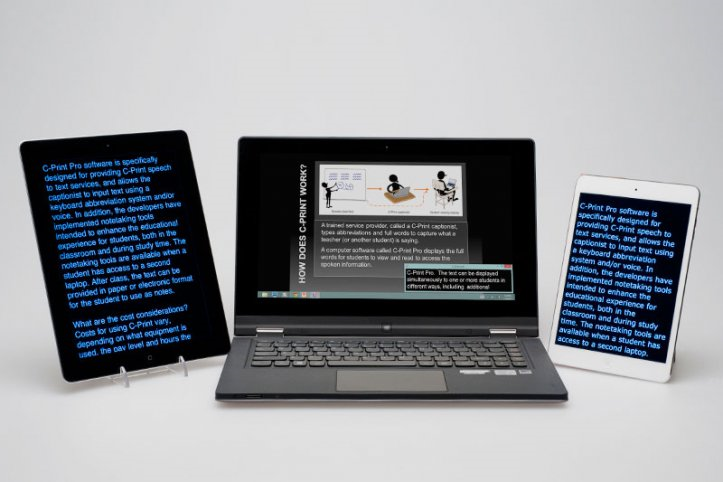 C-Print Pro software is specifically
designed for providing C-Print speech
to text services, and allows the
captionist to input text using a
keyboard abbreviation system and/or
voice. In addition, the developers have
implemented notetaking tools
intended to enhance the educational
experience for students, both in the
classroom and during study time. The
notetaking tools are available when a
student has access to a second
laptop. After class, the text can be
provided in paper or electronic format
for the student to use as notes.
What are the cost considerations?
Costs for using C-Print vary,
depending on what equipment is
used, the pay level and hours the
HOW DOES C-PRINT WORK?
A trained service provider, called a C-Print captionist,
types abbreviations and full words to capture what a
teacher (or another student) is saying.
A computer software called C-Print Pro displays the full
words for students to view and read to access the
spoken information.
C-Print Pro. The text can be displayed
simultaneously to one or more students in
different ways, including additional
C-Print Pro software is
specifically designed for
providing C-Print speech to
text services, and allows the
captionist to input text using
a keyboard abbreviation
system and/or voice. In
addition, the developers have
implemented notetaking tools
intended to enhance the
educational experience for
students, both in the
classroom and during study
time. The notetaking tools are
available when a student has
access to a second laptop.